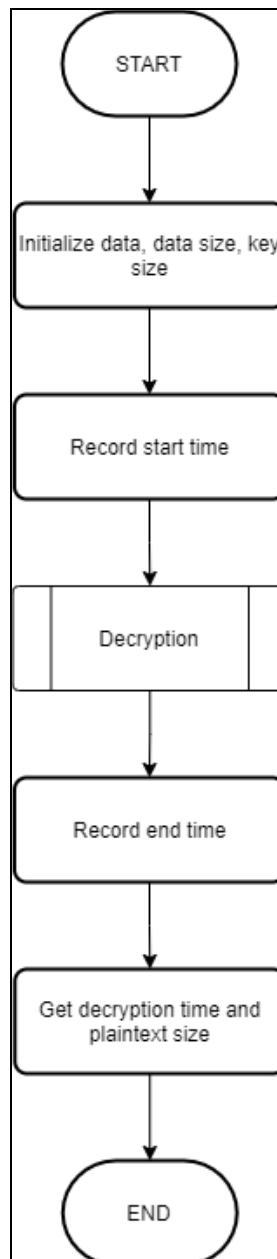 START
Initialize data, data size, key
size
Record start time
Decryption
Record end time
Get decryption time and
plaintext size
END